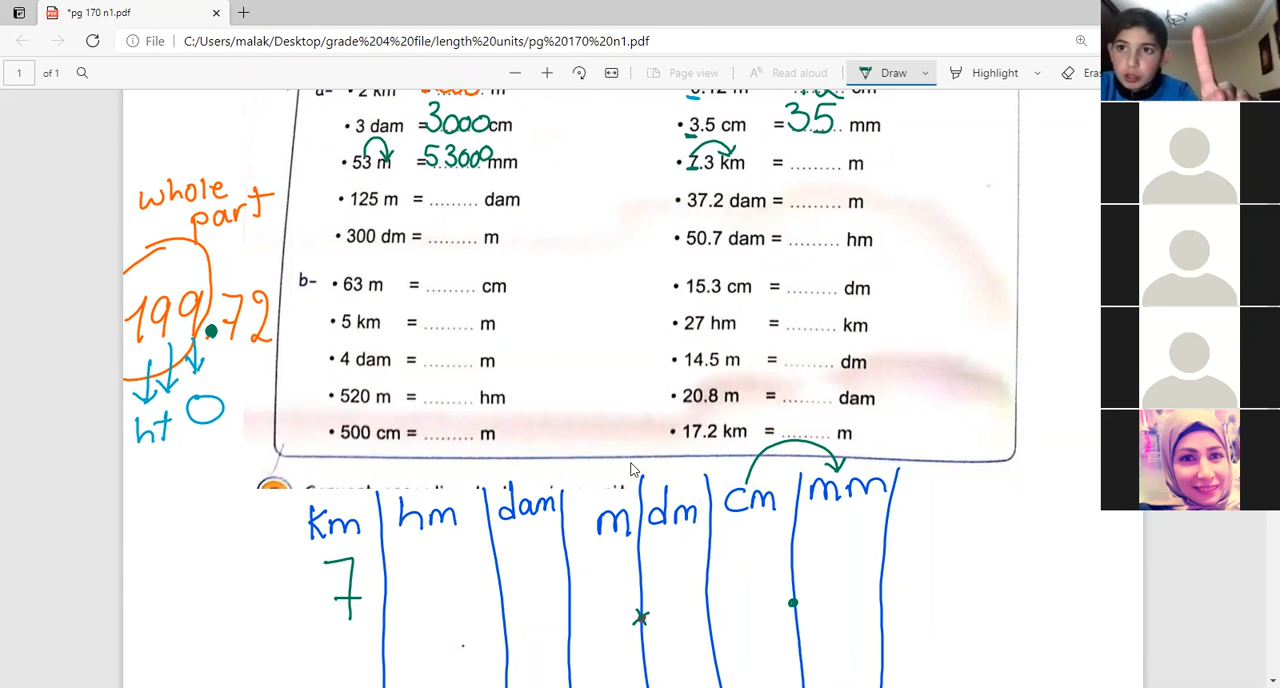 *pg 170 n1.pdf
File C:/Users/malak/Desktop/grade%204%20file/length%20units/pg%20170%20n1.pdf
1 of 1 Page view Read aloud Draw Highlight
a- • 2 km m
• 3 dam =3000cm
• 53 m =53000mm
• 125 m = ......... dam
• 300 dm = ......... m
• 3.5 cm =35 mm
• 7.3 km = ......... m
• 37.2 dam = ......... m
• 50.7 dam = ......... hm
b- • 63 m = ......... cm
• 5 km = ......... m
• 4 dam = ......... m
• 520 m = ......... hm
• 500 cm = ......... m
• 15.3 cm = ......... dm
• 27 hm = ......... km
• 14.5 m = ......... dm
• 20.8 m = ......... dam
• 17.2 km = ......... m
whole
part
199.72
ht O
km hm dam m dm cm mm
7